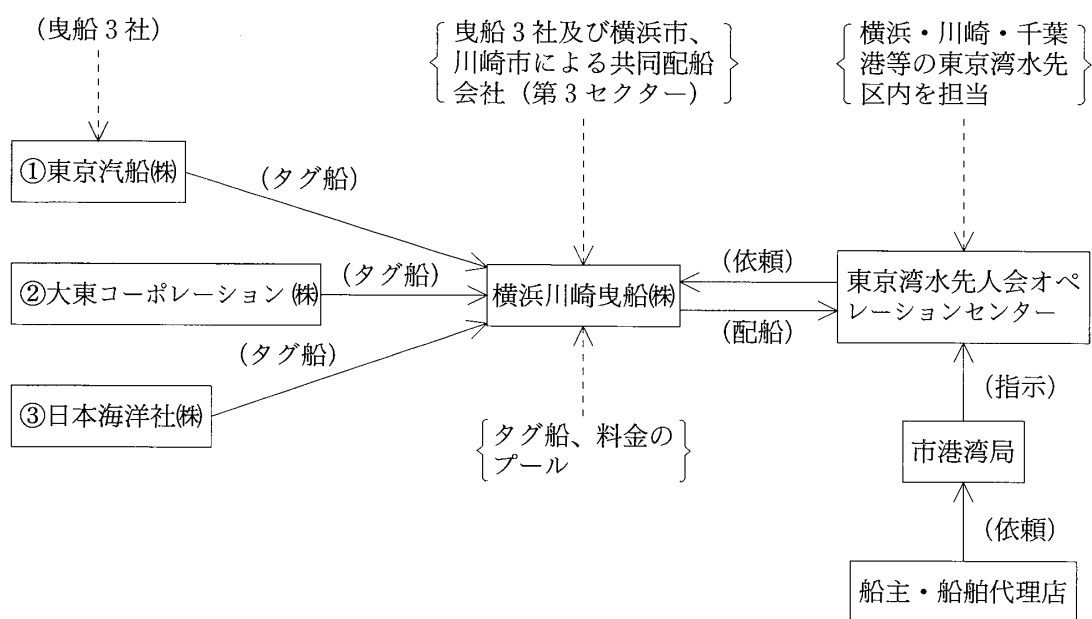 (曳船3社)
曳船3社及び横浜市、
川崎市による共同配船
会社(第3セクター)
横浜・川崎・千葉
港等の東京湾水先
区内を担当
①東京汽船㈱
(タグ船)
②大東コーポレーション㈱
(タグ船)
③日本海洋社㈱
(タグ船)
横浜川崎曳船㈱
(依頼)
(配船)
東京湾水先人会オペ
レーションセンター
タグ船、料金の
プール
(指示)
市港湾局
(依頼)
船主・船舶代理店